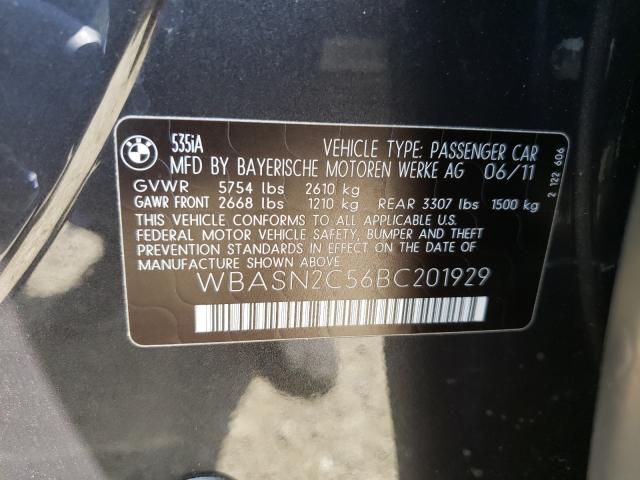 535iA
VEHICLE TYPE: PASSENGER CAR
MFD BY BAYERISCHE MOTOREN WERKE AG 06/11
GVWR 5754 lbs 2610 kg
GAWR FRONT 2668 lbs 1210 kg REAR 3307 lbs 1500 kg
THIS VEHICLE CONFORMS TO ALL APPLICABLE U.S.
FEDERAL MOTOR VEHICLE SAFETY, BUMPER AND THEFT
PREVENTION STANDARDS IN EFFECT ON THE DATE OF
MANUFACTURE SHOWN ABOVE
WBASN2C56BC201929
2 122 606